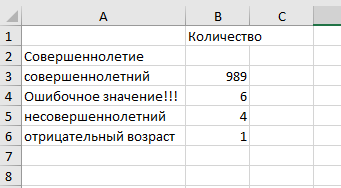 A B C
1 Количество
2 Совершеннолетие
3 совершеннолетний 989
4 Ошибочное значение!!! 6
5 несовершеннолетний 4
6 отрицательный возраст 1
7
8